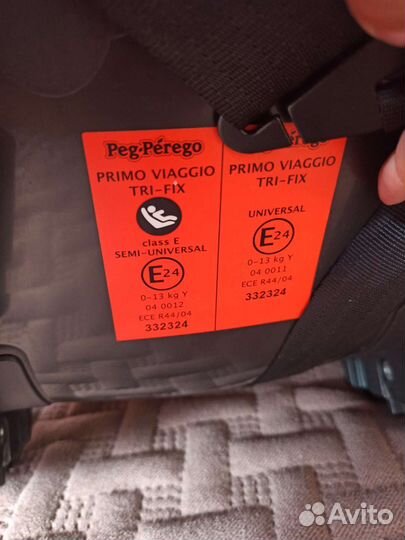 Peg-Pérego
PRIMO VIAGGIO
TRI-FIX
class E
SEMI-UNIVERSAL
E24
0-13 kg Y
04 0012
ECE R44/04
332324
Pérego
PRIMO VIAGGIO
TRI-FIX
UNIVERSAL
E24
0-13 kg Y
04 0011
ECE R44/04
332324
Avito